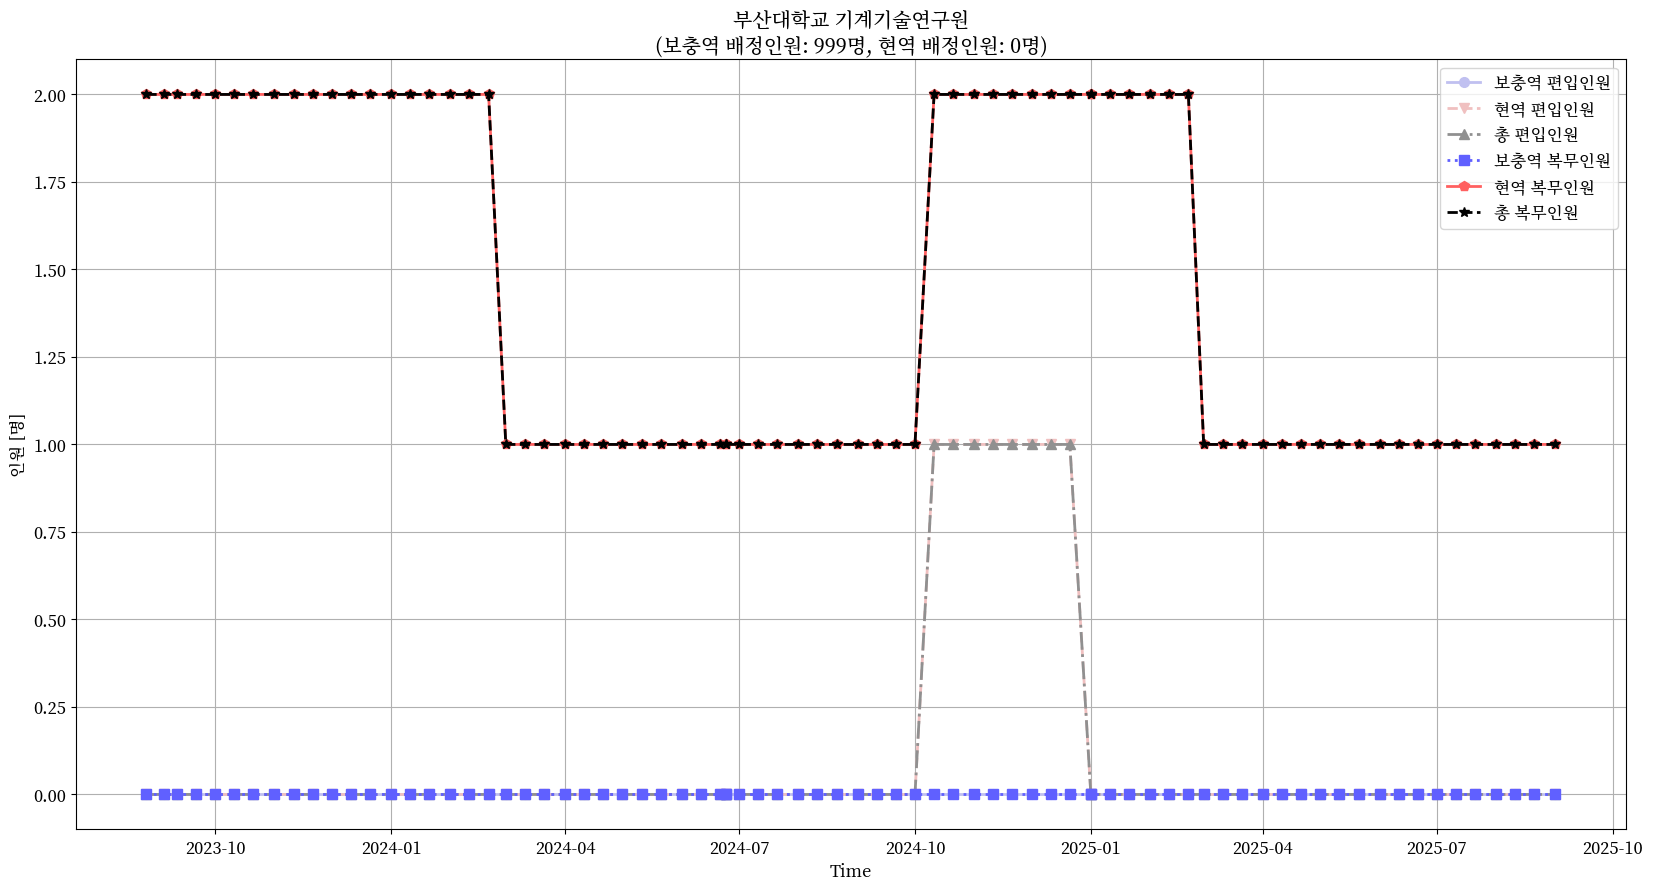 부산대학교 기계기술연구원
(보충역 배정인원: 999명, 현역 배정인원: 0명)
보충역 편입인원
현역 편입인원
총 편입인원
보충역 복무인원
현역 복무인원
총 복무인원
인원 [명]
2.00
1.75
1.50
1.25
1.00
0.75
0.50
0.25
0.00
2023-10
2024-01
2024-04
2024-07
2024-10
2025-01
2025-04
2025-07
2025-10
Time